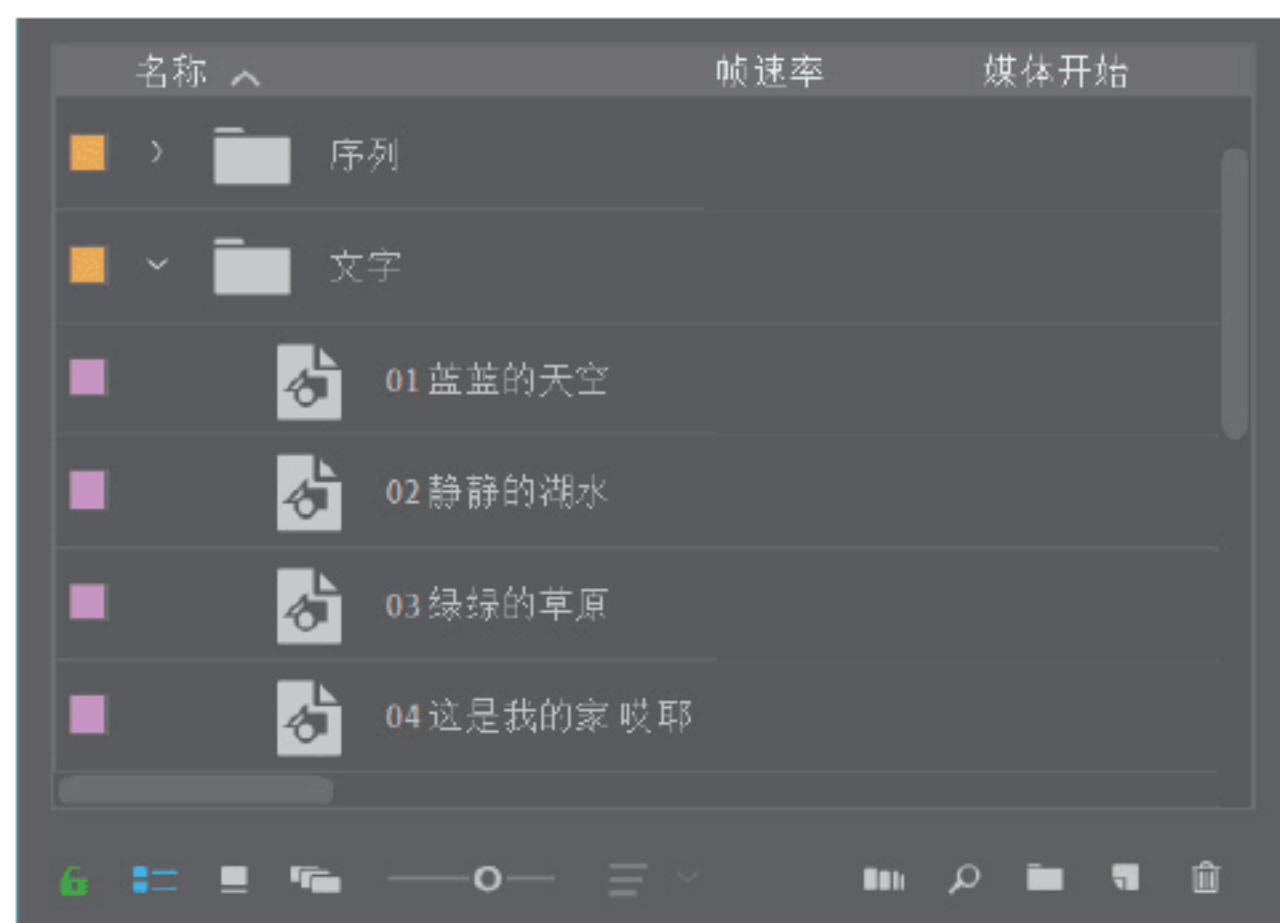 名称 帧速率 媒体开始
序列
文字
01 蓝蓝的天空
02 静静的湖水
03 绿绿的草原
04 这是我的家 哎耶